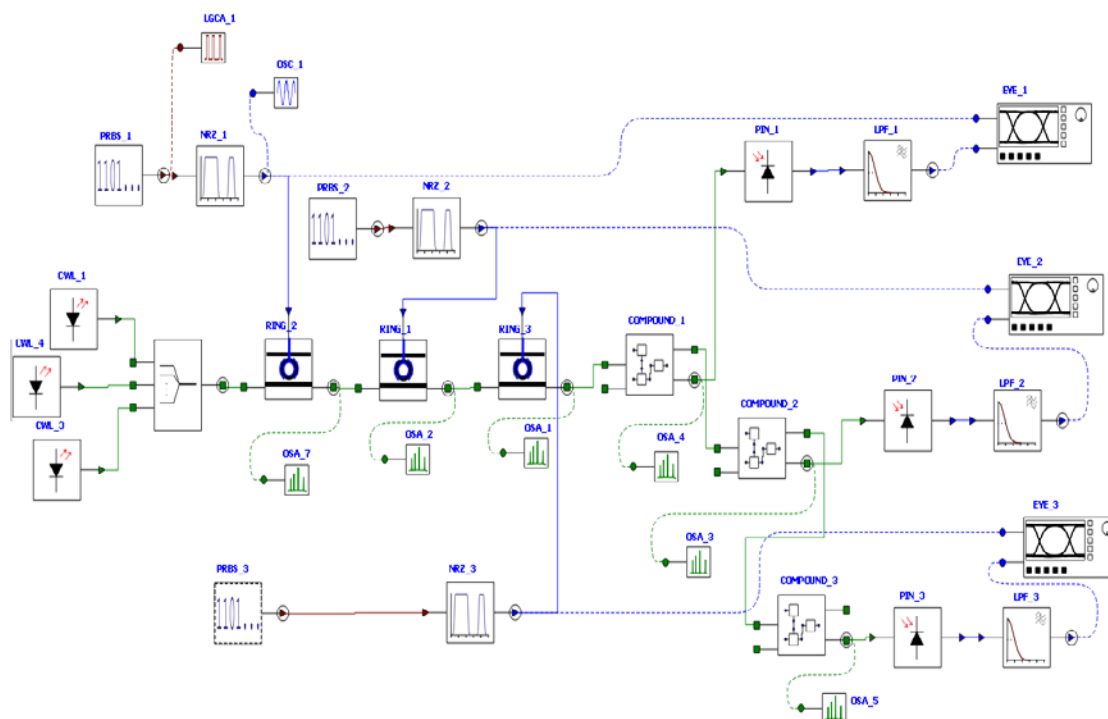 LGCA_1
OSC_1
EYE_1
PRBS_1
NRZ_1
PIN_1
LPF_1
PRBS_2
NRZ_2
EYE_2
CWL_1
RING_2
RING_1
RING_3
COMPOUND_1
CWL_4
PIN_2
LPF_2
COMPOUND_2
CWL_3
OSA_7
OSA_2
OSA_1
OSA_4
EYE_3
OSA_3
PRBS_3
NRZ_3
COMPOUND_3
PIN_3
LPF_3
OSA_5